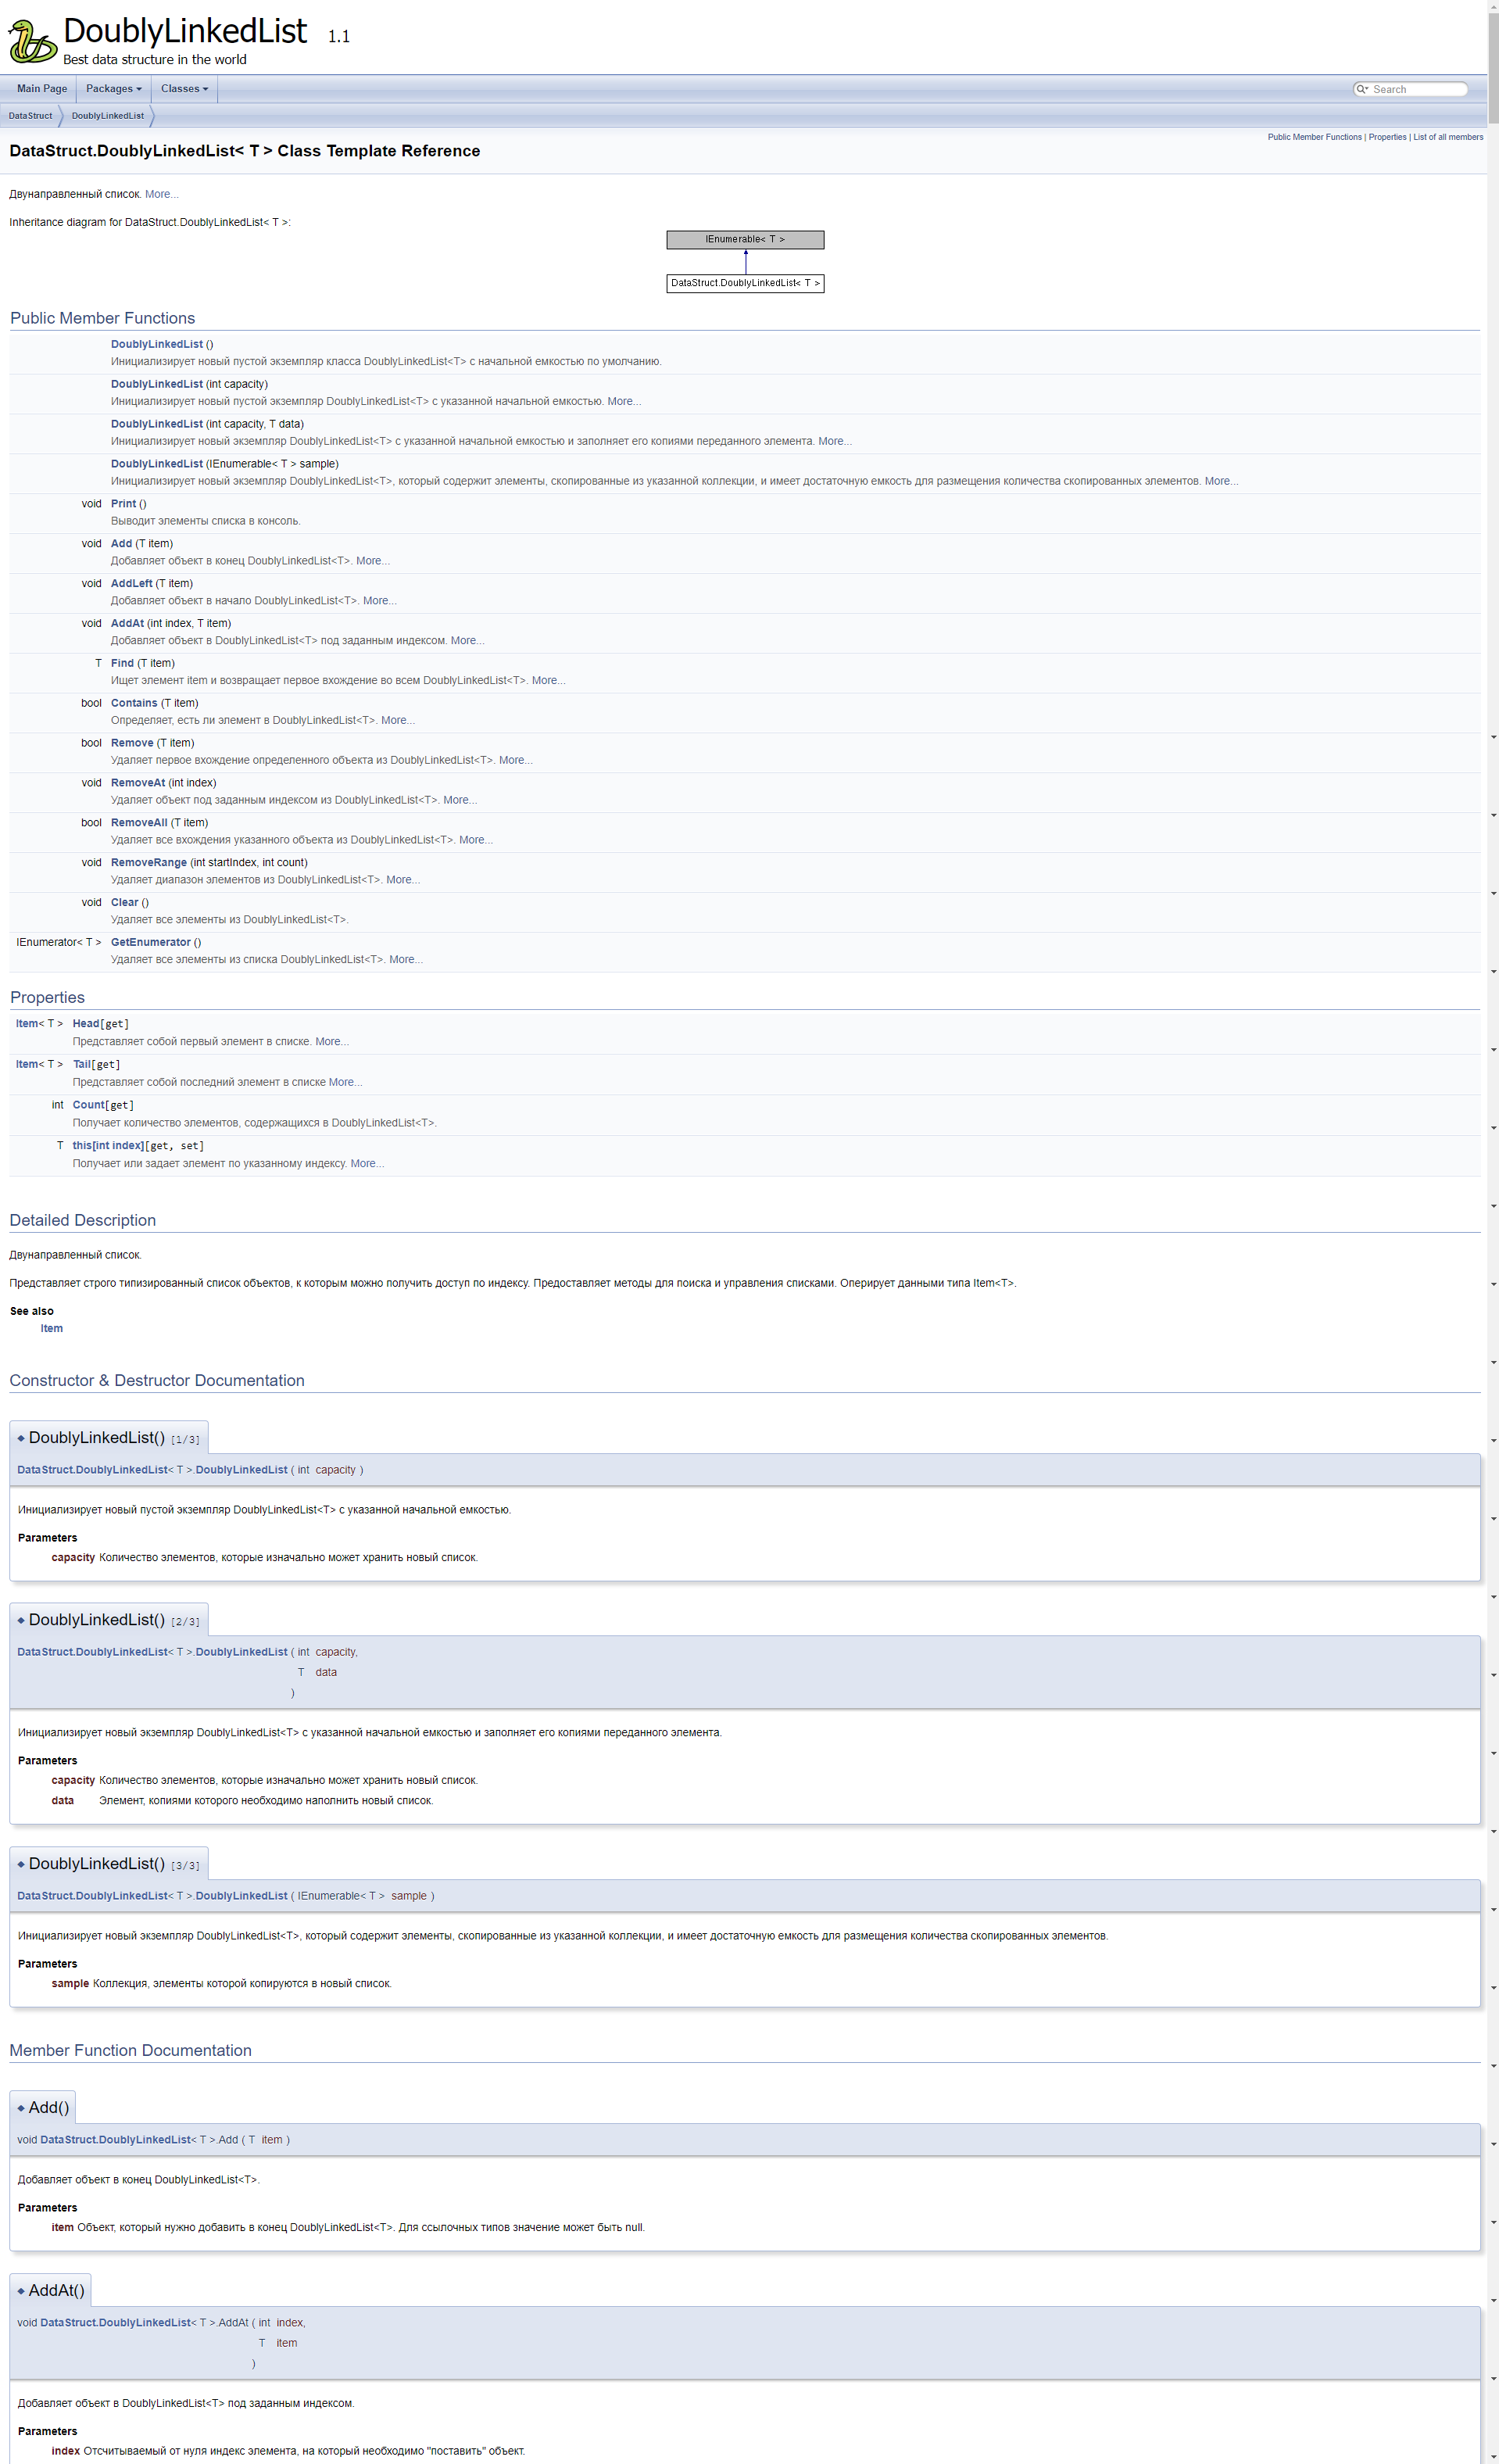 DoublyLinkedList 1.1
Best data structure in the world
Main Page Packages Classes Search
DataStruct DoublyLinkedList
Public Member Functions | Properties | List of all members
DataStruct.DoublyLinkedList< T > Class Template Reference
Двунаправленный список. More...
Inheritance diagram for DataStruct.DoublyLinkedList< T >:
IEnumerable< T >
DataStruct.DoublyLinkedList< T >
Public Member Functions
DoublyLinkedList ()
Инициализирует новый пустой экземпляр класса DoublyLinkedList<T> с начальной емкостью по умолчанию.
DoublyLinkedList (int capacity)
Инициализирует новый пустой экземпляр DoublyLinkedList<T> с указанной начальной емкостью. More...
DoublyLinkedList (int capacity, T data)
Инициализирует новый экземпляр DoublyLinkedList<T> с указанной начальной емкостью и заполняет его копиями переданного элемента. More...
DoublyLinkedList (IEnumerable< T > sample)
Инициализирует новый экземпляр DoublyLinkedList<T>, который содержит элементы, скопированные из указанной коллекции, и имеет достаточную емкость для размещения количества скопированных элементов. More...
void Print ()
Выводит элементы списка в консоль.
void Add (T item)
Добавляет объект в конец DoublyLinkedList<T>. More...
void AddLeft (T item)
Добавляет объект в начало DoublyLinkedList<T>. More...
void AddAt (int index, T item)
Добавляет объект в DoublyLinkedList<T> под заданным индексом. More...
T Find (T item)
Ищет элемент item и возвращает первое вхождение во всем DoublyLinkedList<T>. More...
bool Contains (T item)
Определяет, есть ли элемент в DoublyLinkedList<T>. More...
bool Remove (T item)
Удаляет первое вхождение определенного объекта из DoublyLinkedList<T>. More...
void RemoveAt (int index)
Удаляет объект под заданным индексом из DoublyLinkedList<T>. More...
bool RemoveAll (T item)
Удаляет все вхождения указанного объекта из DoublyLinkedList<T>. More...
void RemoveRange (int startIndex, int count)
Удаляет диапазон элементов из DoublyLinkedList<T>. More...
void Clear ()
Удаляет все элементы из DoublyLinkedList<T>.
IEnumerator< T > GetEnumerator ()
Удаляет все элементы из списка DoublyLinkedList<T>. More...
Properties
Item< T > Head[get]
Представляет собой первый элемент в списке. More...
Item< T > Tail[get]
Представляет собой последний элемент в списке More...
int Count[get]
Получает количество элементов, содержащихся в DoublyLinkedList<T>.
T this[int index][get, set]
Получает или задает элемент по указанному индексу. More...
Detailed Description
Двунаправленный список.
Представляет строго типизированный список объектов, к которым можно получить доступ по индексу. Предоставляет методы для поиска и управления списками. Оперирует данными типа Item<T>.
See also
Item
Constructor & Destructor Documentation
◆ DoublyLinkedList() [1/3]
DataStruct.DoublyLinkedList< T >.DoublyLinkedList ( int capacity )
Инициализирует новый пустой экземпляр DoublyLinkedList<T> с указанной начальной емкостью.
Parameters
capacity Количество элементов, которые изначально может хранить новый список.
◆ DoublyLinkedList() [2/3]
DataStruct.DoublyLinkedList< T >.DoublyLinkedList ( int capacity,
T data
)
Инициализирует новый экземпляр DoublyLinkedList<T> с указанной начальной емкостью и заполняет его копиями переданного элемента.
Parameters
capacity Количество элементов, которые изначально может хранить новый список.
data Элемент, копиями которого необходимо наполнить новый список.
◆ DoublyLinkedList() [3/3]
DataStruct.DoublyLinkedList< T >.DoublyLinkedList ( IEnumerable< T > sample )
Инициализирует новый экземпляр DoublyLinkedList<T>, который содержит элементы, скопированные из указанной коллекции, и имеет достаточную емкость для размещения количества скопированных элементов.
Parameters
sample Коллекция, элементы которой копируются в новый список.
Member Function Documentation
◆ Add()
void DataStruct.DoublyLinkedList< T >.Add ( T item )
Добавляет объект в конец DoublyLinkedList<T>.
Parameters
item Объект, который нужно добавить в конец DoublyLinkedList<T>. Для ссылочных типов значение может быть null.
◆ AddAt()
void DataStruct.DoublyLinkedList< T >.AddAt ( int index,
T item
)
Добавляет объект в DoublyLinkedList<T> под заданным индексом.
Parameters
index Отсчитываемый от нуля индекс элемента, на который необходимо "поставить" объект.